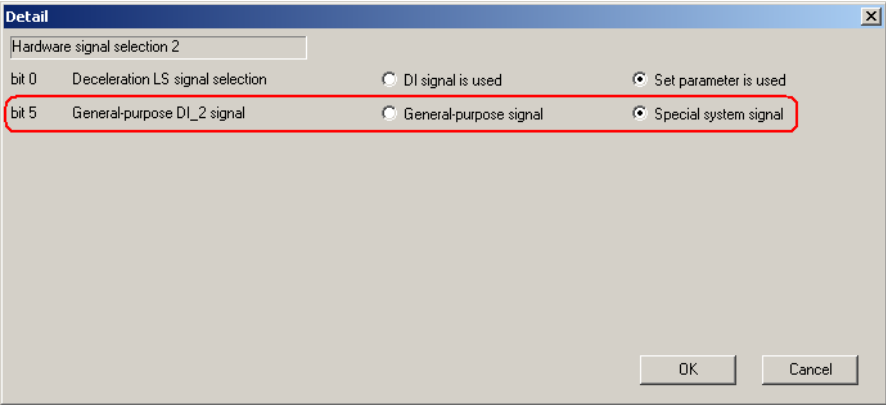 Detail
Hardware signal selection 2
bit 0 Deceleration LS signal selection DI signal is used Set parameter is used
bit 5 General-purpose DI_2 signal General-purpose signal Special system signal
OK Cancel